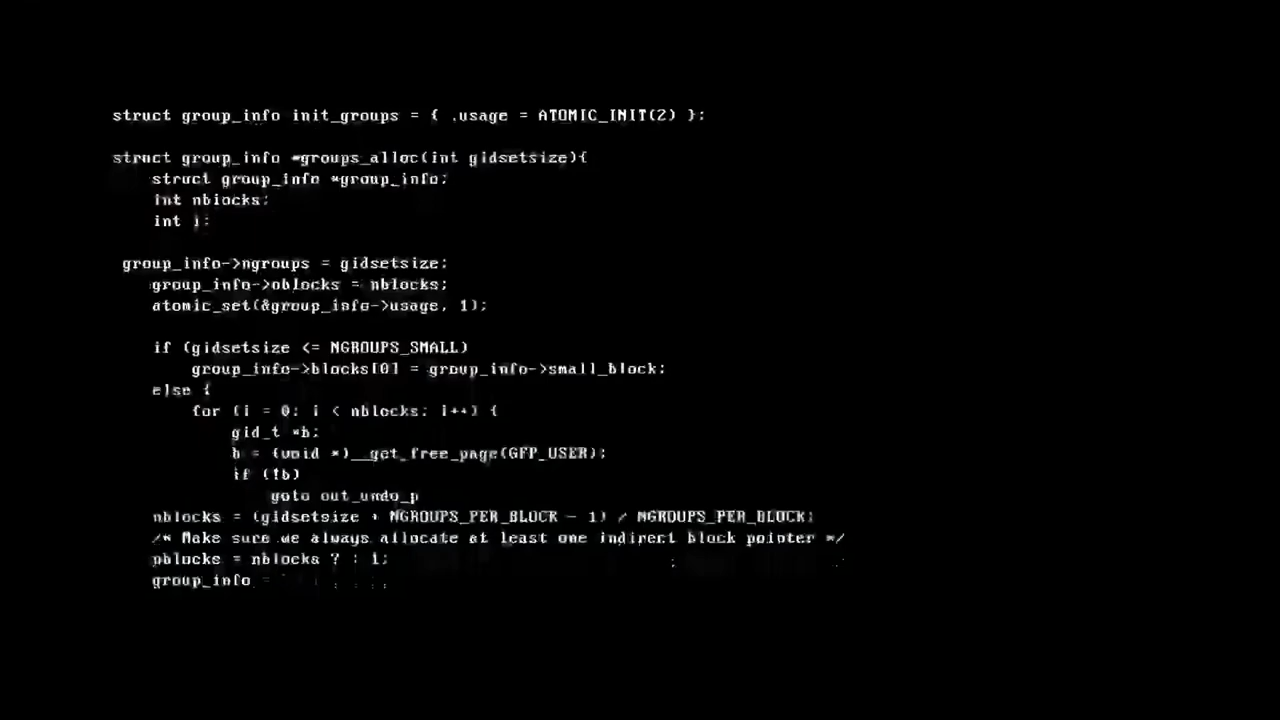 struct group_info init_groups = { .usage = ATOMIC_INIT(2) };
struct group_info *groups_alloc(int gidsetsize){
struct group_info *group_info;
int nblocks;
int i;
group_info->ngroups = gidsetsize;
group_info->nblocks = nblocks;
atomic_set(&group_info->usage, 1);
if (gidsetsize <= NGROUPS_SMALL)
group_info->blocks[0] = group_info->small_block;
else {
for (i = 0; i < nblocks; i++) {
gid_t *b;
b = (void *)__get_free_page(GFP_USER);
if (!b)
goto out_undo_p
nblocks = (gidsetsize + NGROUPS_PER_BLOCK - 1) / NGROUPS_PER_BLOCK;
/* Make sure we always allocate at least one indirect block pointer */
nblocks = nblocks ? : 1;
group_info =